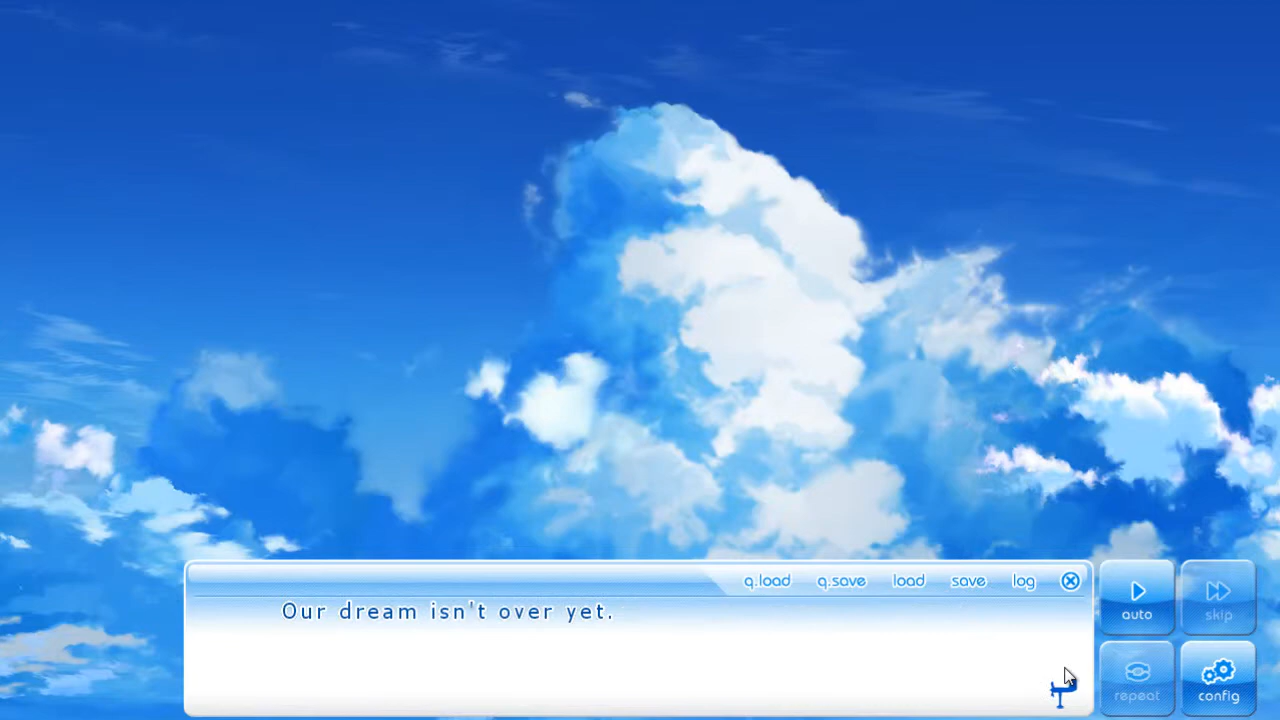 q.load q.save load save log
Our dream isn't over yet.
auto skip
repeat config